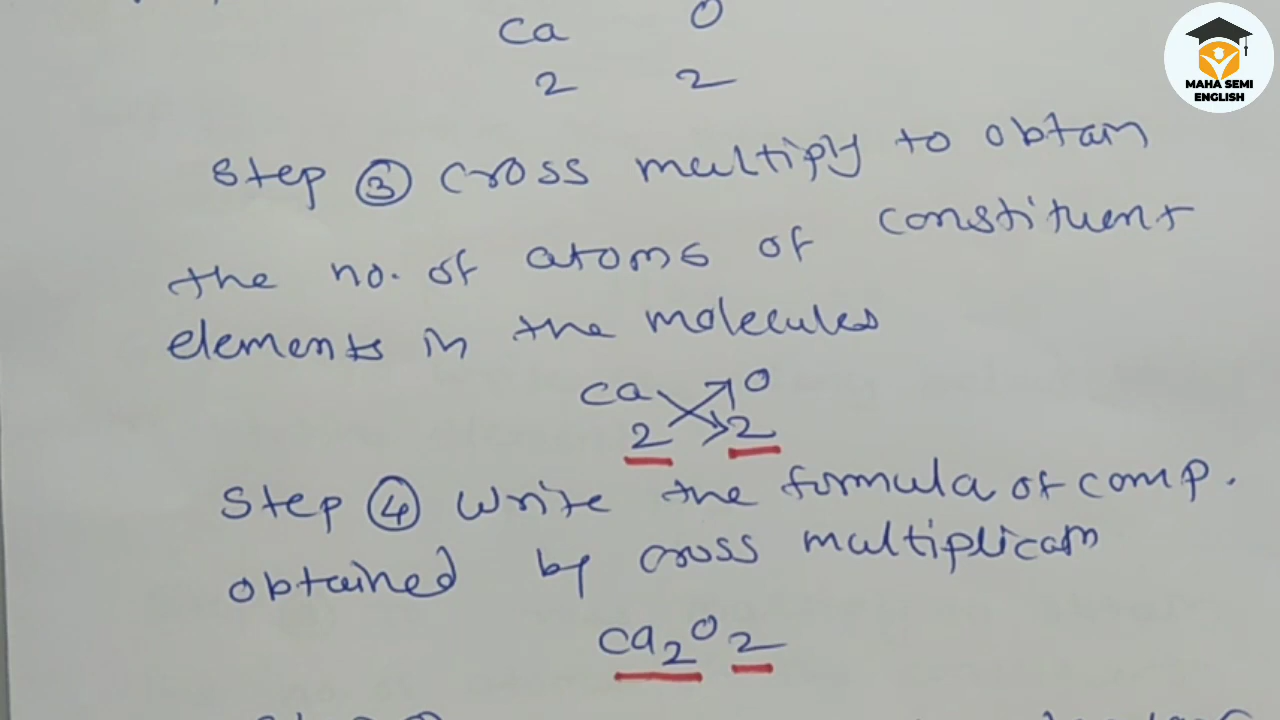 Ca O
2 2
Step ③ cross multiply to obtain
the no. of atoms of constituent
elements in the molecules
Ca O
2 2
Step ④ Write the formula of comp.
obtained by cross multiplicam
Ca₂O₂
MAHA SEMI
ENGLISH